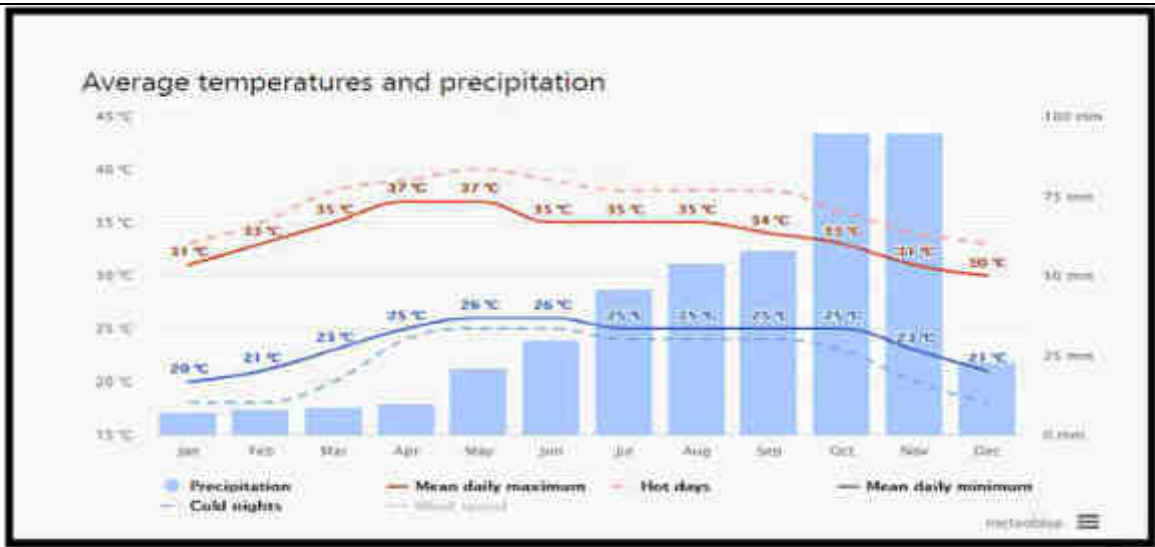 Average temperatures and precipitation
45 °C 100 mm
40 °C
37 °C 37 °C
75 mm
35 °C 35 °C 35 °C 35 °C
35 °C
34 °C
33 °C 33 °C
31 °C 31 °C
30 °C 30 °C 50 mm
26 °C 26 °C
25 °C 25 °C 25 °C 25 °C 25 °C
25 °C
23 °C 23 °C
25 mm
21 °C 21 °C
20 °C
20 °C
15 °C 0 mm
Jan Feb Mar Apr May Jun Jul Aug Sep Oct Nov Dec
Precipitation Mean daily maximum Hot days Mean daily minimum
Cold nights Wind speed
meteoblue